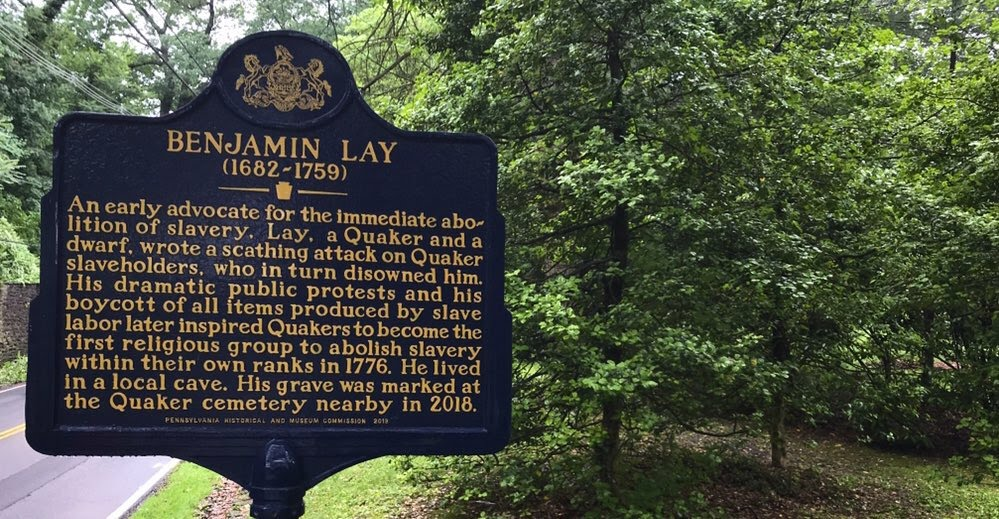 BENJAMIN LAY
(1682-1759)
An early advocate for the immediate abo-
lition of slavery, Lay, a Quaker and a
dwarf, wrote a scathing attack on Quaker
slaveholders, who in turn disowned him.
His dramatic public protests and his
boycott of all items produced by slave
labor later inspired Quakers to become the
first religious group to abolish slavery
within their own ranks in 1776. He lived
in a local cave. His grave was marked at
the Quaker cemetery nearby in 2018.
PENNSYLVANIA HISTORICAL AND MUSEUM COMMISSION 2019